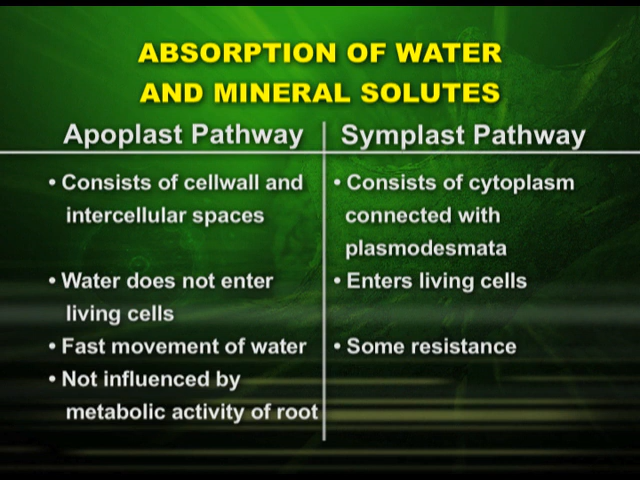 ABSORPTION OF WATER
AND MINERAL SOLUTES
Apoplast Pathway
• Consists of cellwall and
intercellular spaces
• Water does not enter
living cells
• Fast movement of water
• Not influenced by
metabolic activity of root
Symplast Pathway
• Consists of cytoplasm
connected with
plasmodesmata
• Enters living cells
• Some resistance